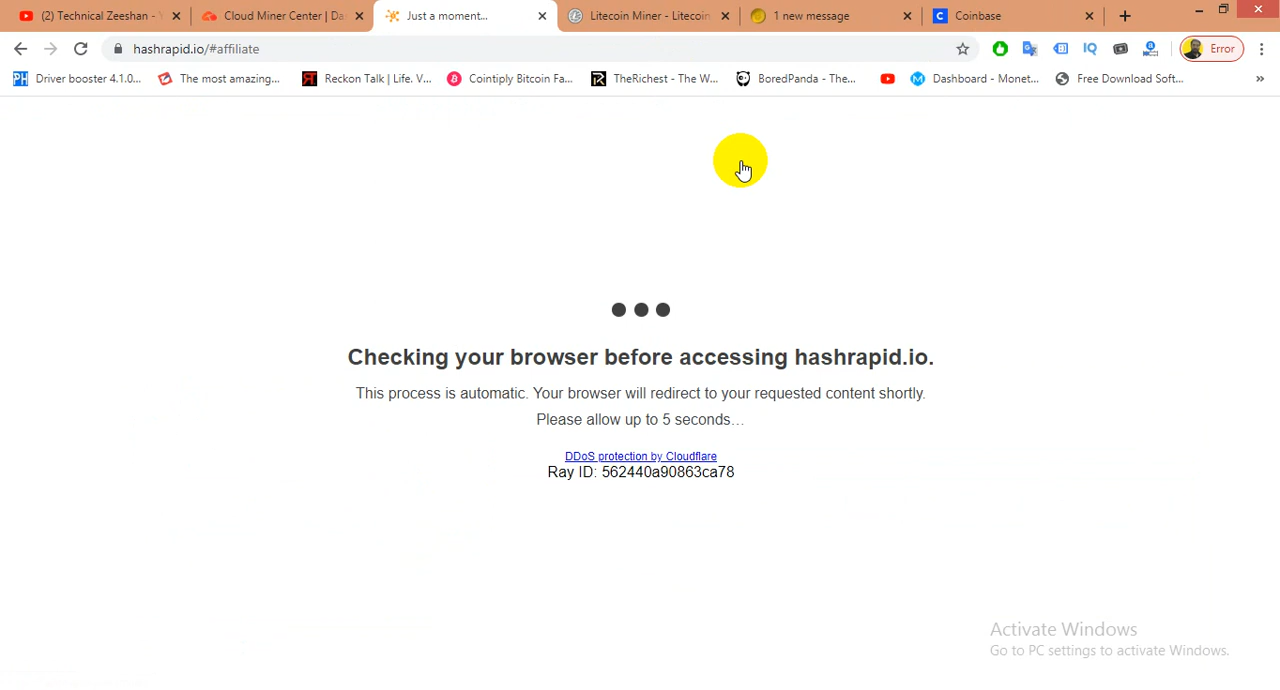 (2) Technical Zeeshan - Y
Cloud Miner Center | Da
Just a moment...
Litecoin Miner - Litecoin
1 new message
Coinbase
hashrapid.io/#affiliate
Error
Driver booster 4.1.0...
The most amazing...
Reckon Talk | Life. V...
Cointiply Bitcoin Fa...
TheRichest - The W...
BoredPanda - The...
Dashboard - Monet...
Free Download Soft...
»
Checking your browser before accessing hashrapid.io.
This process is automatic. Your browser will redirect to your requested content shortly.
Please allow up to 5 seconds...
DDoS protection by Cloudflare
Ray ID: 562440a90863ca78
Activate Windows
Go to PC settings to activate Windows.